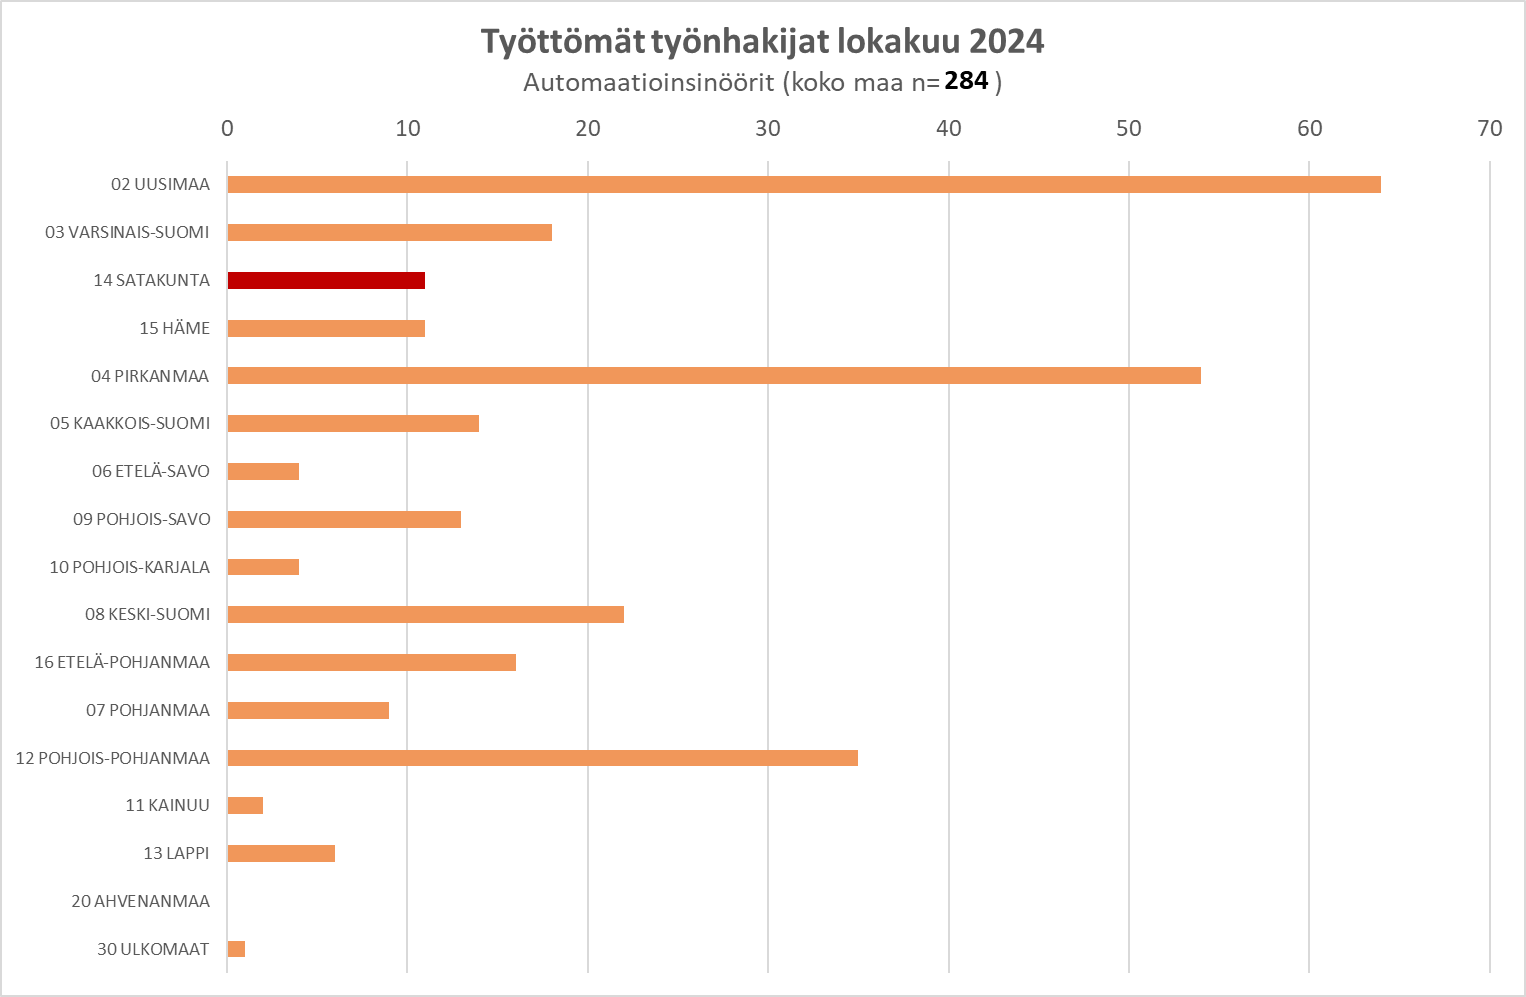 Työttömät työnhakijat lokakuu 2024
Automaatioinsinöörit (koko maa n= 284 )
0 10 20 30 40 50 60 70
02 UUSIMAA
03 VARSINAIS-SUOMI
14 SATAKUNTA
15 HÄME
04 PIRKANMAA
05 KAAKKOIS-SUOMI
06 ETELÄ-SAVO
09 POHJOIS-SAVO
10 POHJOIS-KARJALA
08 KESKI-SUOMI
16 ETELÄ-POHJANMAA
07 POHJANMAA
12 POHJOIS-POHJANMAA
11 KAINUU
13 LAPPI
20 AHVENANMAA
30 ULKOMAAT